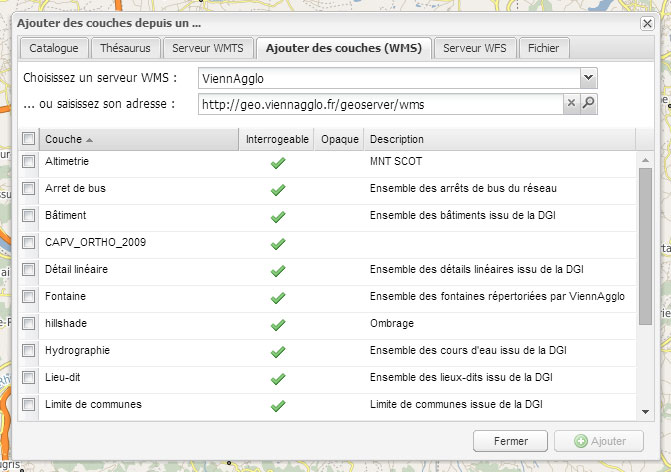 Ajouter des couches depuis un ...
Catalogue Thésaurus Serveur WMTS Ajouter des couches (WMS) Serveur WFS Fichier
Choisissez un serveur WMS : ViennAgglo
... ou saisissez son adresse : http://geo.viennagglo.fr/geoserver/wms
Couche Interrogeable Opaque Description
Altimetrie MNT SCOT
Arret de bus Ensemble des arrêts de bus du réseau
Bâtiment Ensemble des bâtiments issu de la DGI
CAPV_ORTHO_2009
Détail linéaire Ensemble des détails linéaires issu de la DGI
Fontaine Ensemble des fontaines répertoriées par ViennAgglo
hillshade Ombrage
Hydrographie Ensemble des cours d'eau issu de la DGI
Lieu-dit Ensemble des lieux-dits issu de la DGI
Limite de communes Limite de communes issue de la DGI
Fermer Ajouter